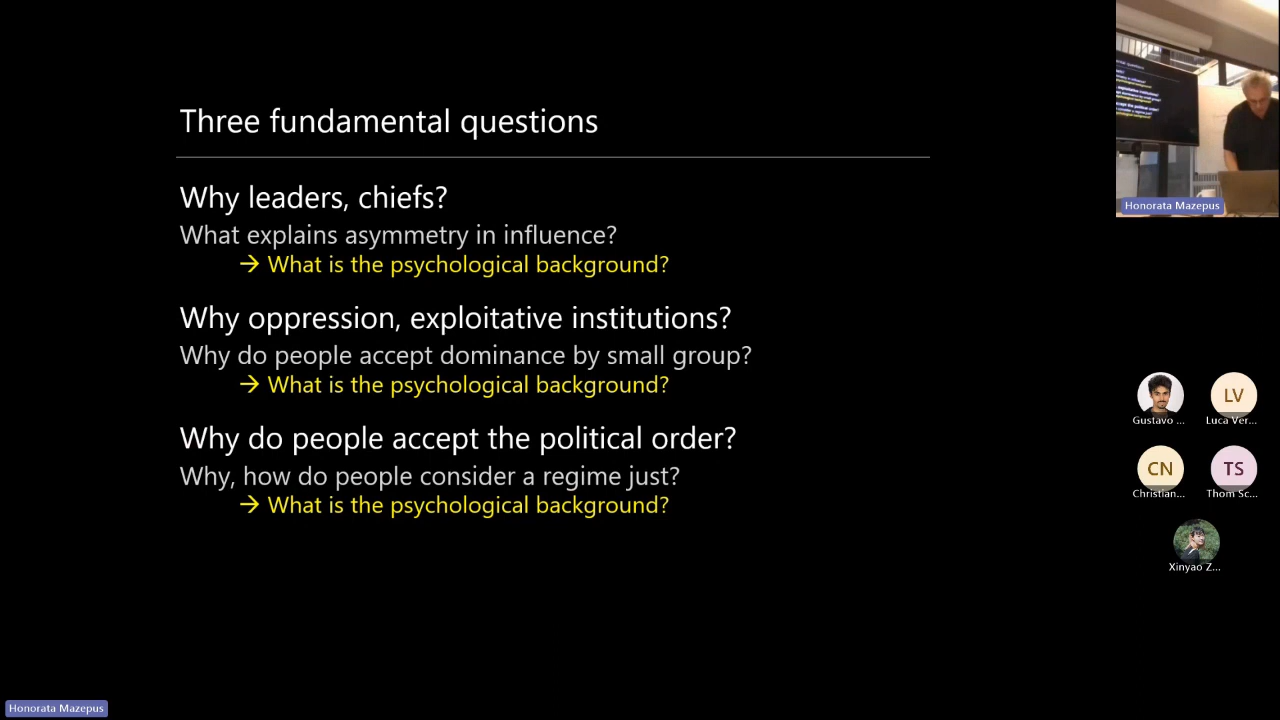 Three fundamental questions
Why leaders, chiefs?
What explains asymmetry in influence?
→ What is the psychological background?
Why oppression, exploitative institutions?
Why do people accept dominance by small group?
→ What is the psychological background?
Why do people accept the political order?
Why, how do people consider a regime just?
→ What is the psychological background?
Honorata Mazepus
Gustavo ...
LV
Luca Ver...
CN
Christian...
TS
Thom Sc...
Xinyao Z...
Honorata Mazepus